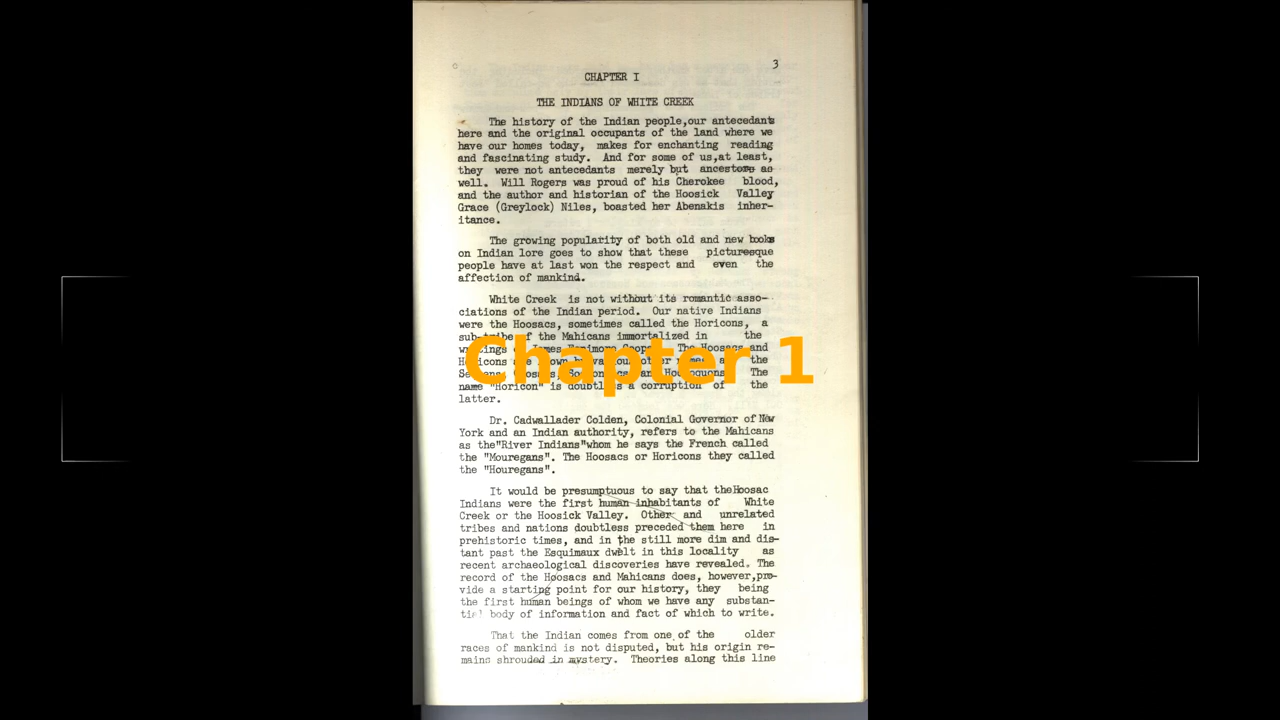 3
CHAPTER I
THE INDIANS OF WHITE CREEK
The history of the Indian people,our antecedants
here and the original occupants of the land where we
have our homes today, makes for enchanting reading
and fascinating study. And for some of us,at least,
they were not antecedants merely but ancestors as
well. Will Rogers was proud of his Cherokee blood,
and the author and historian of the Hoosick Valley
Grace (Greylock) Niles, boasted her Abenakis inher-
itance.
The growing popularity of both old and new books
on Indian lore goes to show that these picturesque
people have at last won the respect and even the
affection of mankind.
White Creek is not without its romantic asso-
ciations of the Indian period. Our native Indians
were the Hoosacs, sometimes called the Horicons, a
sub-tribe of the Mahicans immortalized in the
Chapter 1
The Hoosacs and
the
The
name "Horicon" is a corruption of the
latter.
Dr. Cadwallader Colden, Colonial Governor of New
York and an Indian authority, refers to the Mahicans
as the"River Indians"whom he says the French called
the "Mouregans". The Hoosacs or Horicons they called
the "Houregans".
It would be presumptuous to say that theHoosac
Indians were the first human inhabitants of White
Creek or the Hoosick Valley. Other and unrelated
tribes and nations doubtless preceded them here in
prehistoric times, and in the still more dim and dis-
tant past the Esquimaux dwelt in this locality as
recent archaeological discoveries have revealed. The
record of the Hoosacs and Mahicans does, however,pro-
vide a starting point for our history, they being
the first human beings of whom we have any substan-
tial body of information and fact of which to write.
That the Indian comes from one of the older
races of mankind is not disputed, but his origin re-
mains shrouded in mystery. Theories along this line